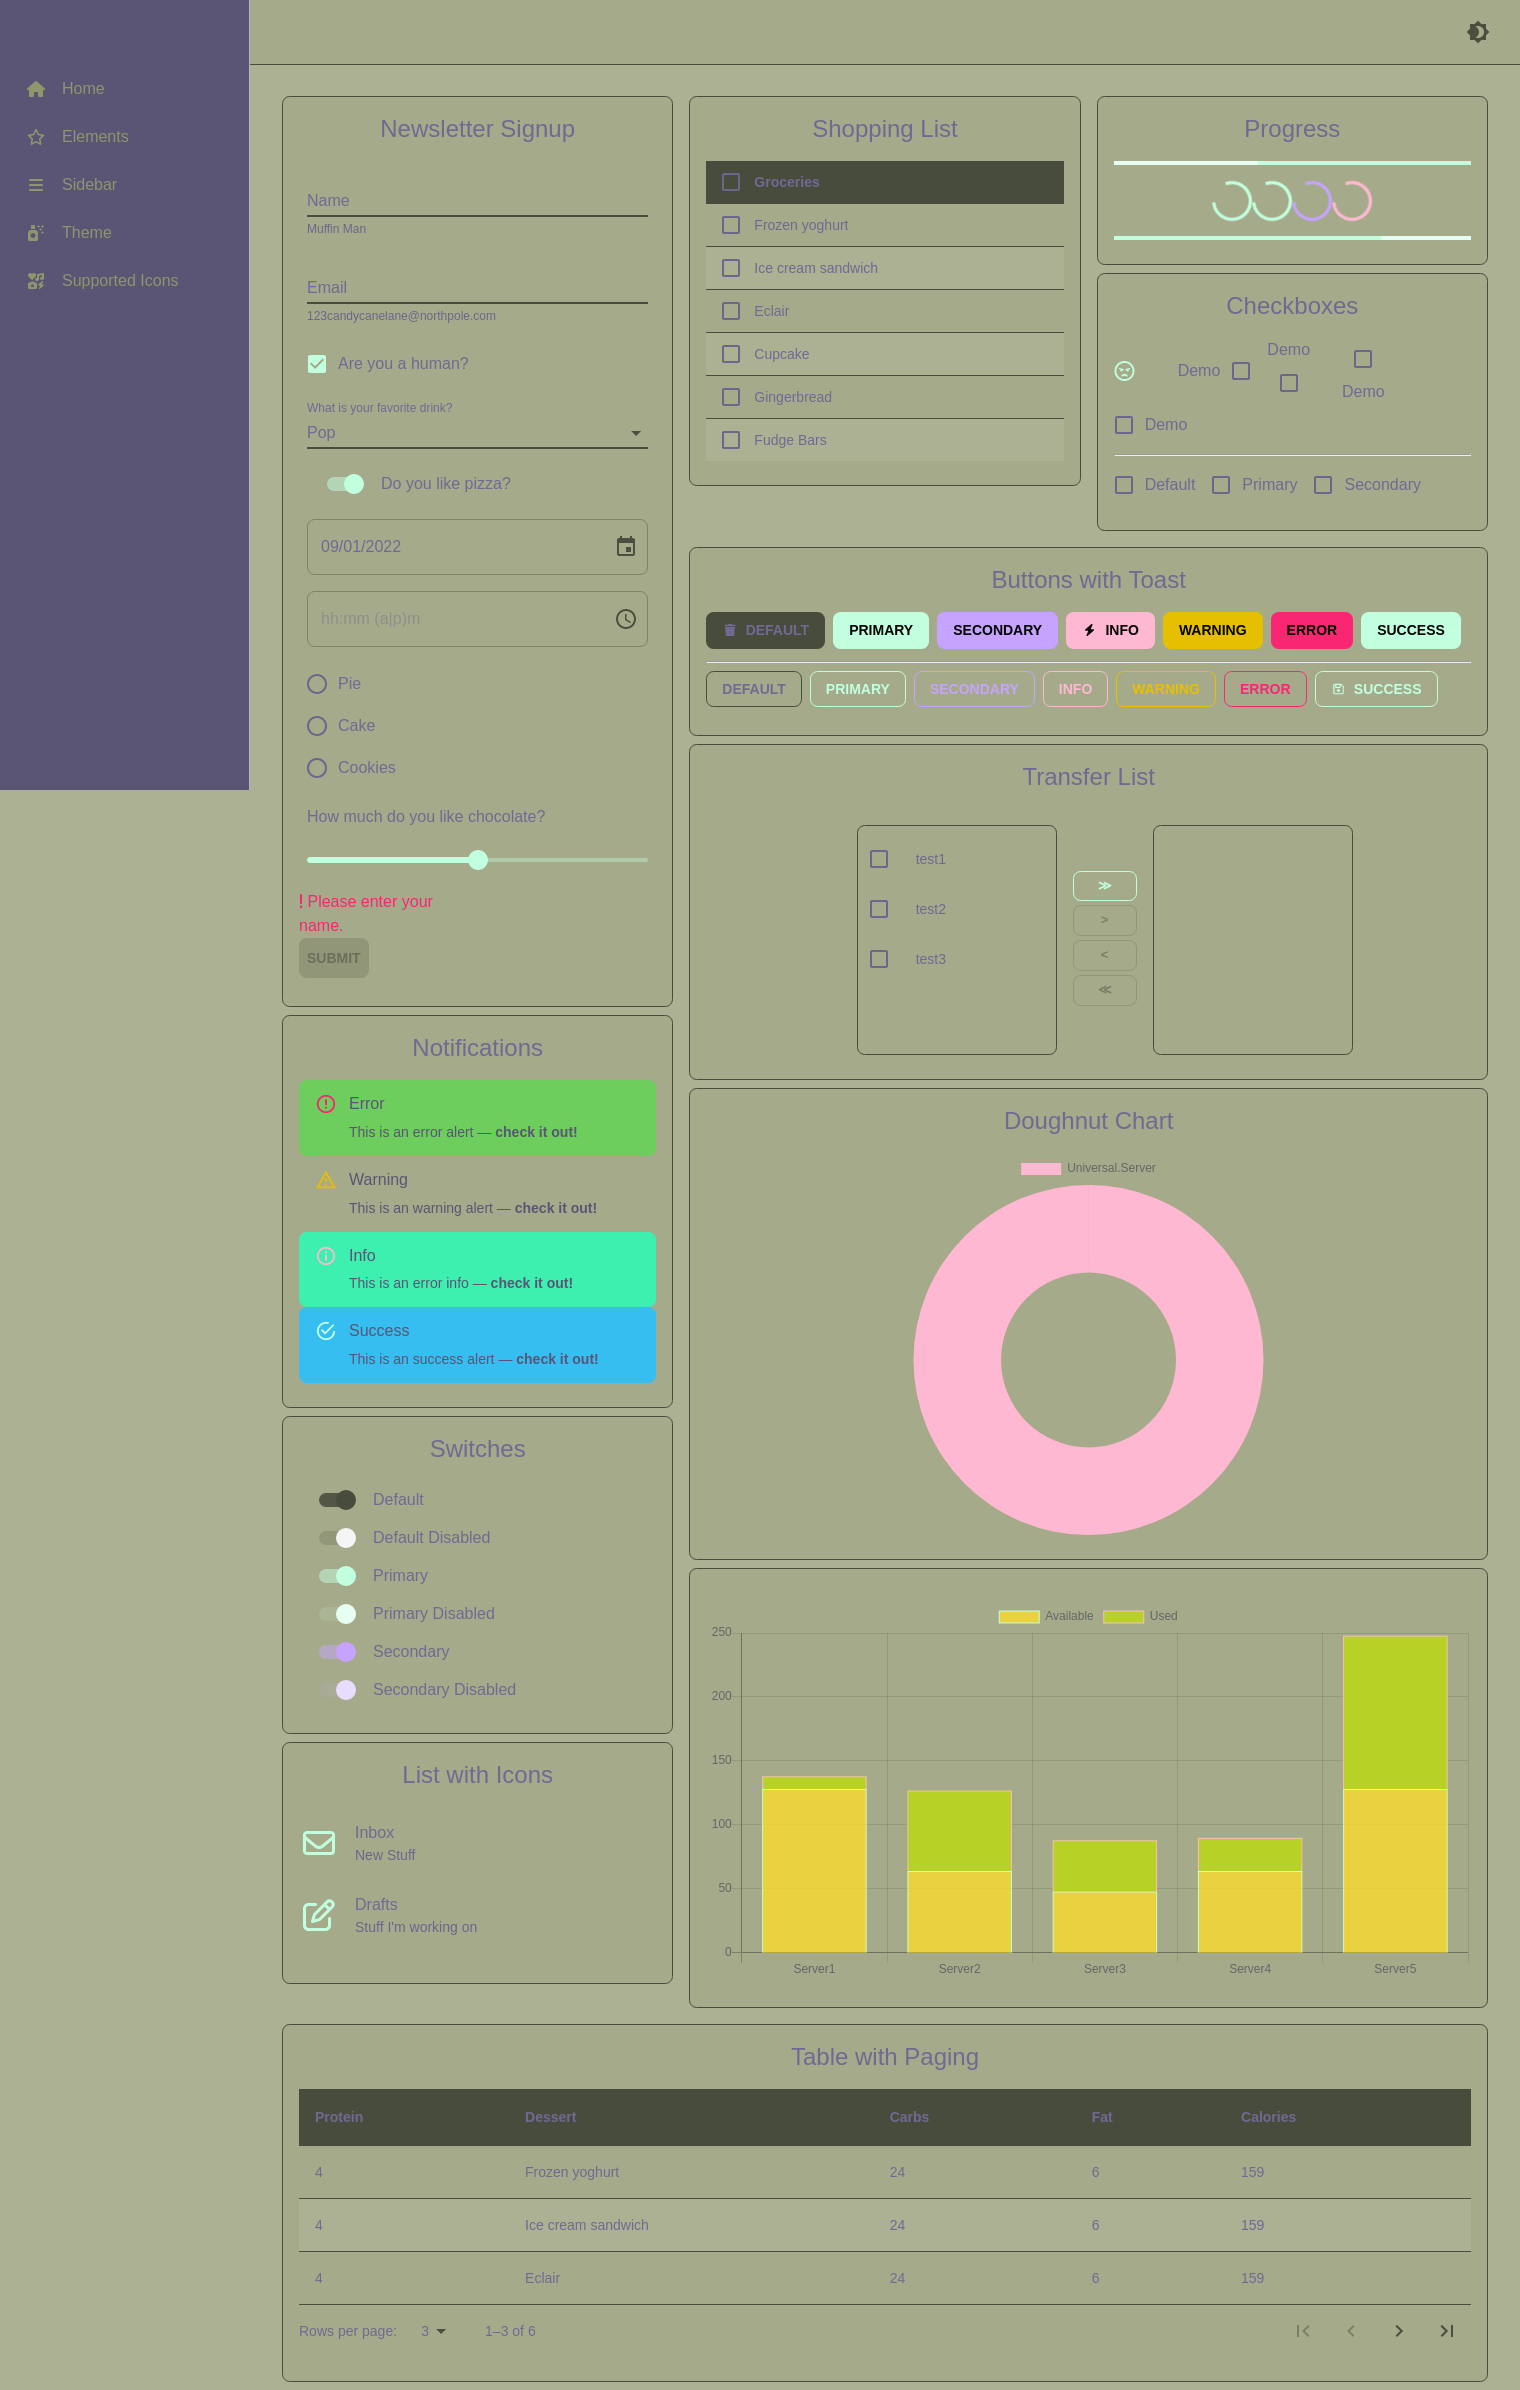 Home
Elements
Sidebar
Theme
Supported Icons
Newsletter Signup
Name
Muffin Man
Email
123candycanelane@northpole.com
Are you a human?
What is your favorite drink?
Pop
Do you like pizza?
09/01/2022
hh:mm (a|p)m
Pie
Cake
Cookies
How much do you like chocolate?
! Please enter your
name.
SUBMIT
Notifications
Error
This is an error alert — check it out!
Warning
This is an warning alert — check it out!
Info
This is an error info — check it out!
Success
This is an success alert — check it out!
Switches
Default
Default Disabled
Primary
Primary Disabled
Secondary
Secondary Disabled
List with Icons
Inbox
New Stuff
Drafts
Stuff I'm working on
Shopping List
Groceries
Frozen yoghurt
Ice cream sandwich
Eclair
Cupcake
Gingerbread
Fudge Bars
Progress
Checkboxes
Demo
Demo
Demo
Demo
Default Primary Secondary
Buttons with Toast
DEFAULT PRIMARY SECONDARY INFO WARNING ERROR SUCCESS
DEFAULT PRIMARY SECONDARY INFO WARNING ERROR SUCCESS
Transfer List
test1
test2
test3
≫
>
<
≪
Doughnut Chart
Universal.Server
Available Used
250
200
150
100
50
0
Server1 Server2 Server3 Server4 Server5
Table with Paging
Protein Dessert Carbs Fat Calories
4 Frozen yoghurt 24 6 159
4 Ice cream sandwich 24 6 159
4 Eclair 24 6 159
Rows per page: 3 1–3 of 6